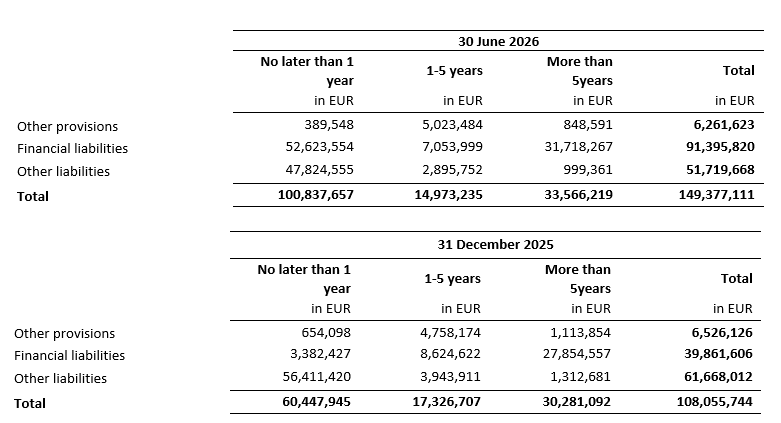 30 June 2026
No later than 1 year 1-5 years More than 5years Total
in EUR in EUR in EUR in EUR
Other provisions 389,548 5,023,484 848,591 6,261,623
Financial liabilities 52,623,554 7,053,999 31,718,267 91,395,820
Other liabilities 47,824,555 2,895,752 999,361 51,719,668
Total 100,837,657 14,973,235 33,566,219 149,377,111
31 December 2025
No later than 1 year 1-5 years More than 5years Total
in EUR in EUR in EUR in EUR
Other provisions 654,098 4,758,174 1,113,854 6,526,126
Financial liabilities 3,382,427 8,624,622 27,854,557 39,861,606
Other liabilities 56,411,420 3,943,911 1,312,681 61,668,012
Total 60,447,945 17,326,707 30,281,092 108,055,744